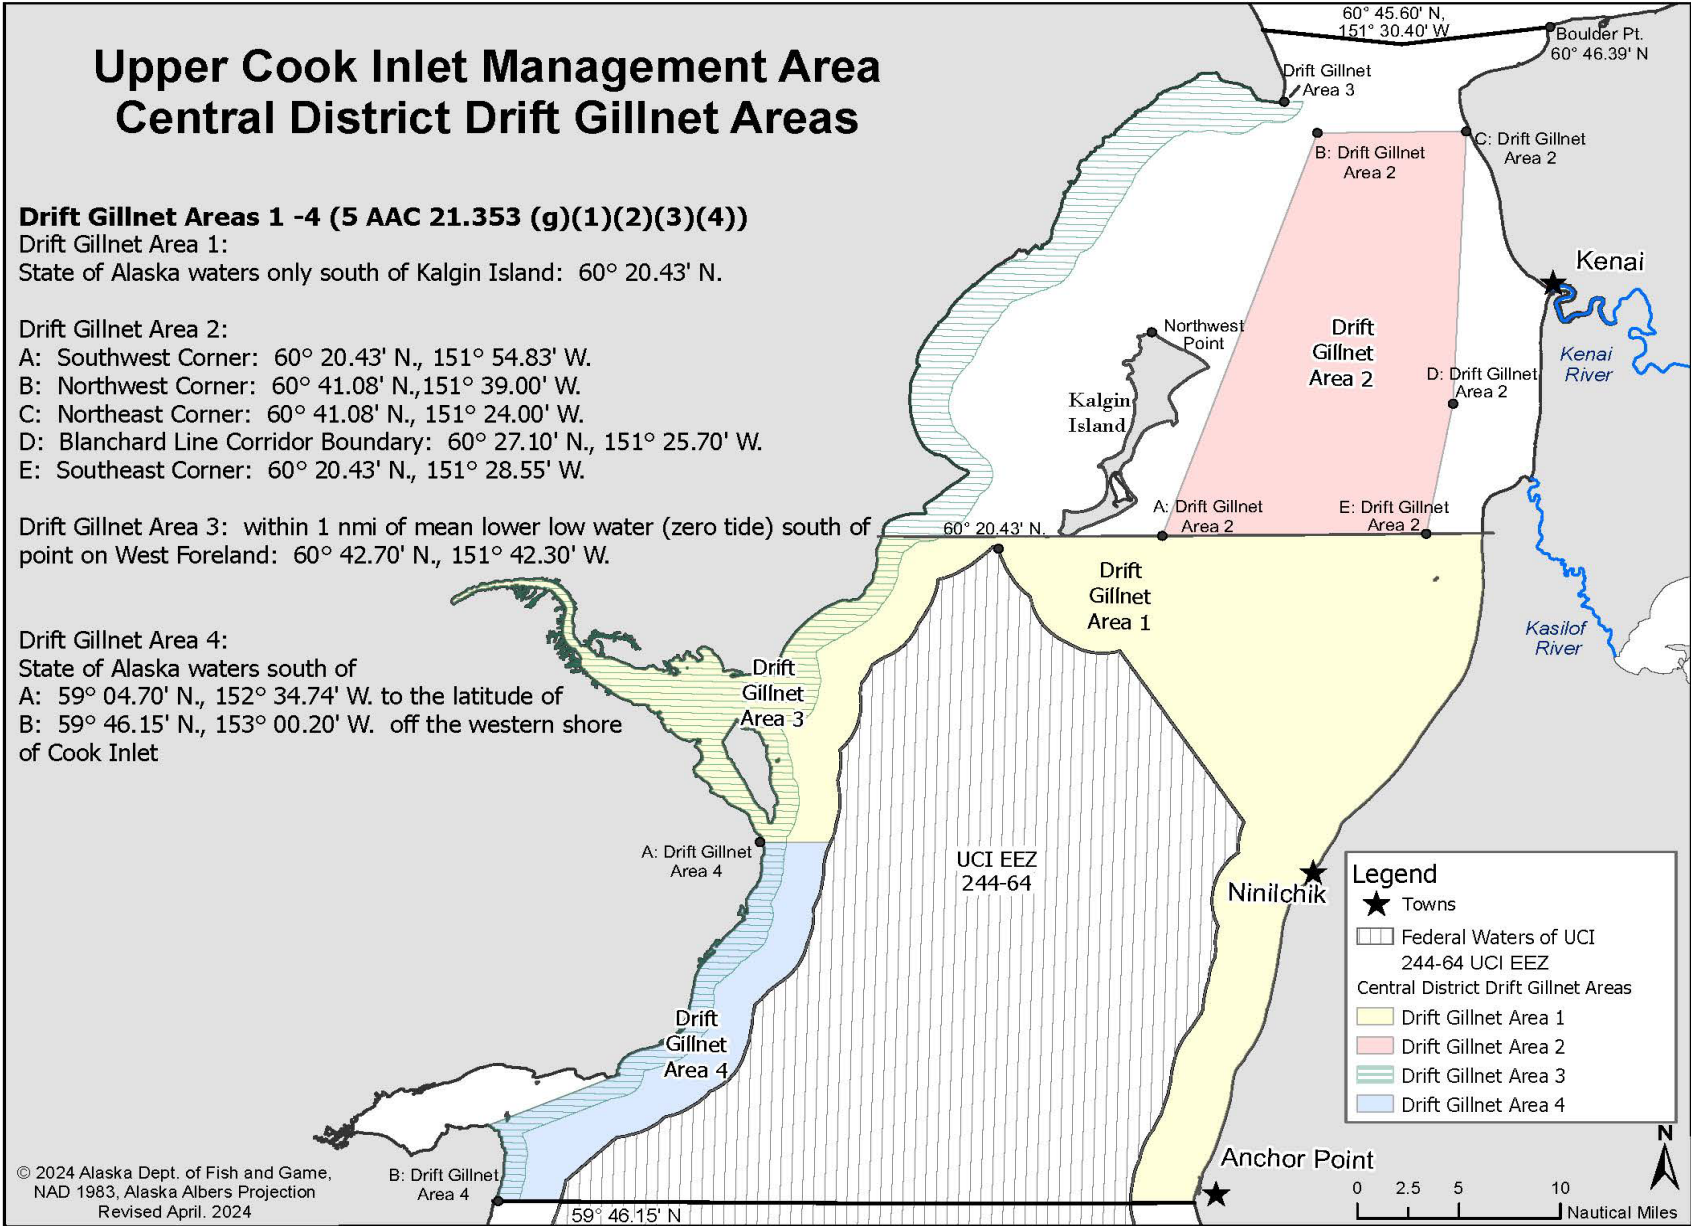 Upper Cook Inlet Management Area
Central District Drift Gillnet Areas
Drift Gillnet Areas 1 -4 (5 AAC 21.353 (g)(1)(2)(3)(4))
Drift Gillnet Area 1:
State of Alaska waters only south of Kalgin Island:  60° 20.43' N.
Drift Gillnet Area 2:
A:  Southwest Corner:  60° 20.43' N., 151° 54.83' W.
B:  Northwest Corner:  60° 41.08' N.,151° 39.00' W.
C:  Northeast Corner:  60° 41.08' N., 151° 24.00' W.
D:  Blanchard Line Corridor Boundary:  60° 27.10' N., 151° 25.70' W.
E:  Southeast Corner:  60° 20.43' N., 151° 28.55' W.
Drift Gillnet Area 3:  within 1 nmi of mean lower low water (zero tide) south of
point on West Foreland:  60° 42.70' N., 151° 42.30' W.
Drift Gillnet Area 4:
State of Alaska waters south of
A:  59° 04.70' N., 152° 34.74' W. to the latitude of
B:  59° 46.15' N., 153° 00.20' W.  off the western shore
of Cook Inlet
60° 45.60' N,
151° 30.40' W
Boulder Pt.
60° 46.39' N
Drift Gillnet
Area 3
B: Drift Gillnet
Area 2
C: Drift Gillnet
Area 2
Kenai
Northwest
Point
Drift
Gillnet
Area 2
Kenai
River
D: Drift Gillnet
Area 2
Kalgin
Island
A: Drift Gillnet
Area 2
E: Drift Gillnet
Area 2
60° 20.43' N.
Drift
Gillnet
Area 1
Kasilof
River
Drift
Gillnet
Area 3
A: Drift Gillnet
Area 4
UCI EEZ
244-64
Ninilchik
Drift
Gillnet
Area 4
B: Drift Gillnet
Area 4
59° 46.15' N
Anchor Point
Legend
Towns
Federal Waters of UCI
244-64 UCI EEZ
Central District Drift Gillnet Areas
Drift Gillnet Area 1
Drift Gillnet Area 2
Drift Gillnet Area 3
Drift Gillnet Area 4
N
0 2.5 5 10
Nautical Miles
© 2024 Alaska Dept. of Fish and Game,
NAD 1983, Alaska Albers Projection
Revised April. 2024